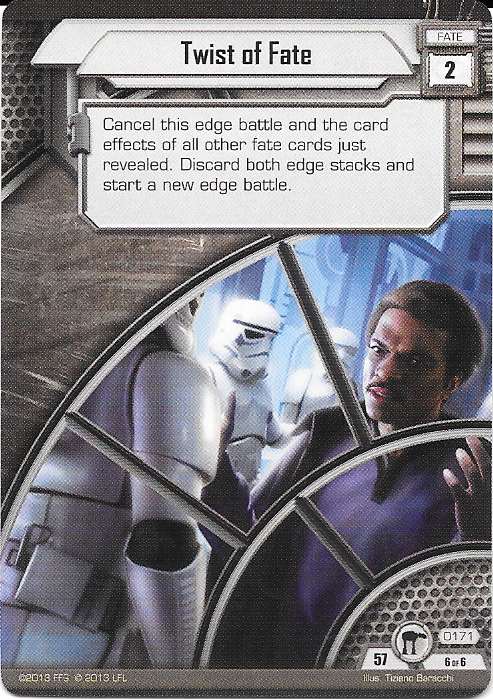 Twist of Fate
FATE
2
Cancel this edge battle and the card
effects of all other fate cards just
revealed. Discard both edge stacks and
start a new edge battle.
0171
57
6 of 6
©2013 FFG © 2013 LFL
Illus. Tiziano Baracchi